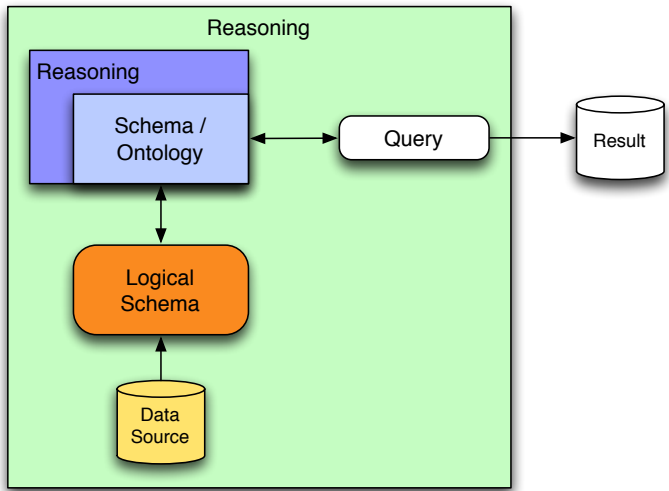 Reasoning
Reasoning
Schema /
Ontology
Query
Result
Logical
Schema
Data
Source